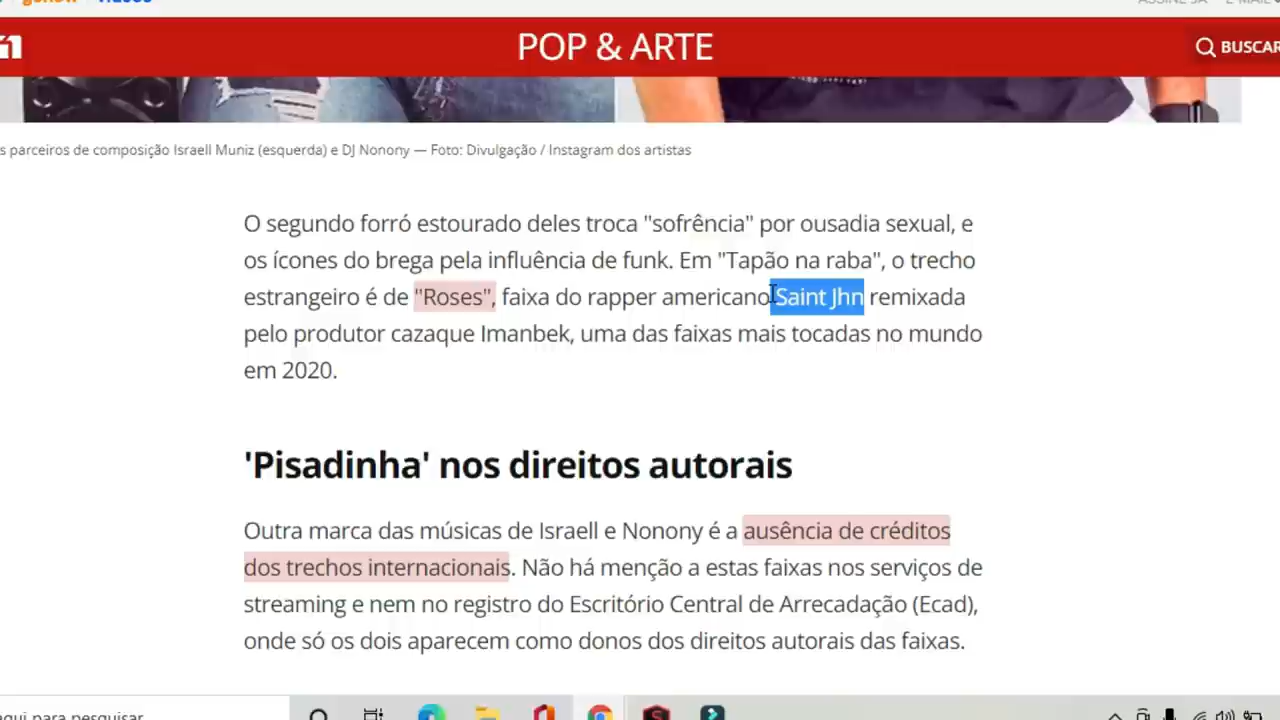 POP & ARTE
BUSCAR
s parceiros de composição Israell Muniz (esquerda) e DJ Nonony — Foto: Divulgação / Instagram dos artistas
O segundo forró estourado deles troca "sofrência" por ousadia sexual, e
os ícones do brega pela influência de funk. Em "Tapão na raba", o trecho
estrangeiro é de "Roses", faixa do rapper americano Saint Jhn remixada
pelo produtor cazaque Imanbek, uma das faixas mais tocadas no mundo
em 2020.
'Pisadinha' nos direitos autorais
Outra marca das músicas de Israell e Nonony é a ausência de créditos
dos trechos internacionais. Não há menção a estas faixas nos serviços de
streaming e nem no registro do Escritório Central de Arrecadação (Ecad),
onde só os dois aparecem como donos dos direitos autorais das faixas.
aqui para pesquisar